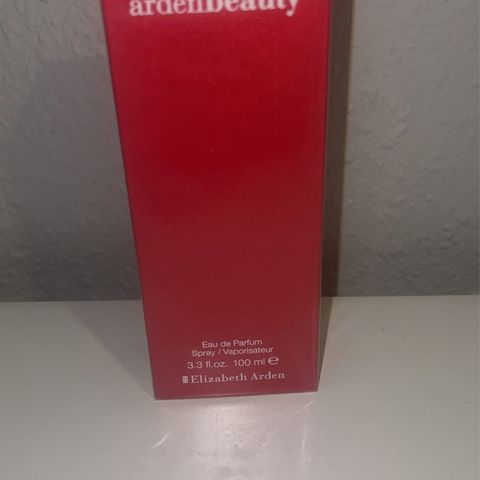 ardenbeauty
Eau de Parfum
Spray / Vaporisateur
3.3 fl.oz. 100 ml ℮
Elizabeth Arden